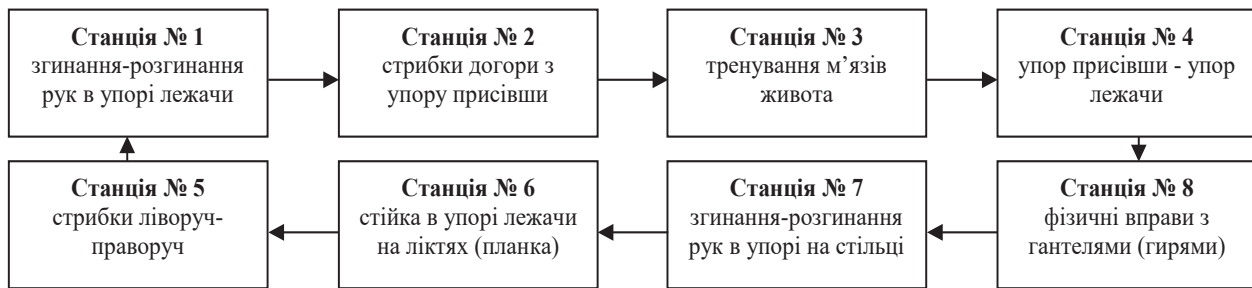 Станція № 1
згинання-розгинання
рук в упорі лежачи
Станція № 2
стрибки догори з
упору присівши
Станція № 3
тренування м’язів
живота
Станція № 4
упор присівши - упор
лежачи
Станція № 5
стрибки ліворуч-
праворуч
Станція № 6
стійка в упорі лежачи
на ліктях (планка)
Станція № 7
згинання-розгинання
рук в упорі на стільці
Станція № 8
фізичні вправи з
гантелями (гирями)